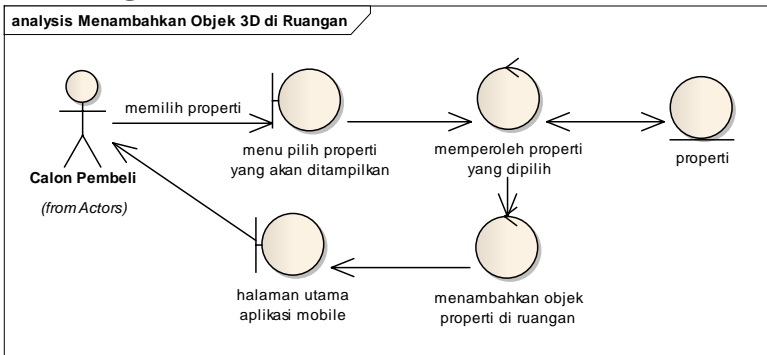 analysis Menambahkan Objek 3D di Ruangan
memilih properti
menu pilih properti
yang akan ditampilkan
memperoleh properti
yang dipilih
properti
Calon Pembeli
(from Actors)
halaman utama
aplikasi mobile
menambahkan objek
properti di ruangan